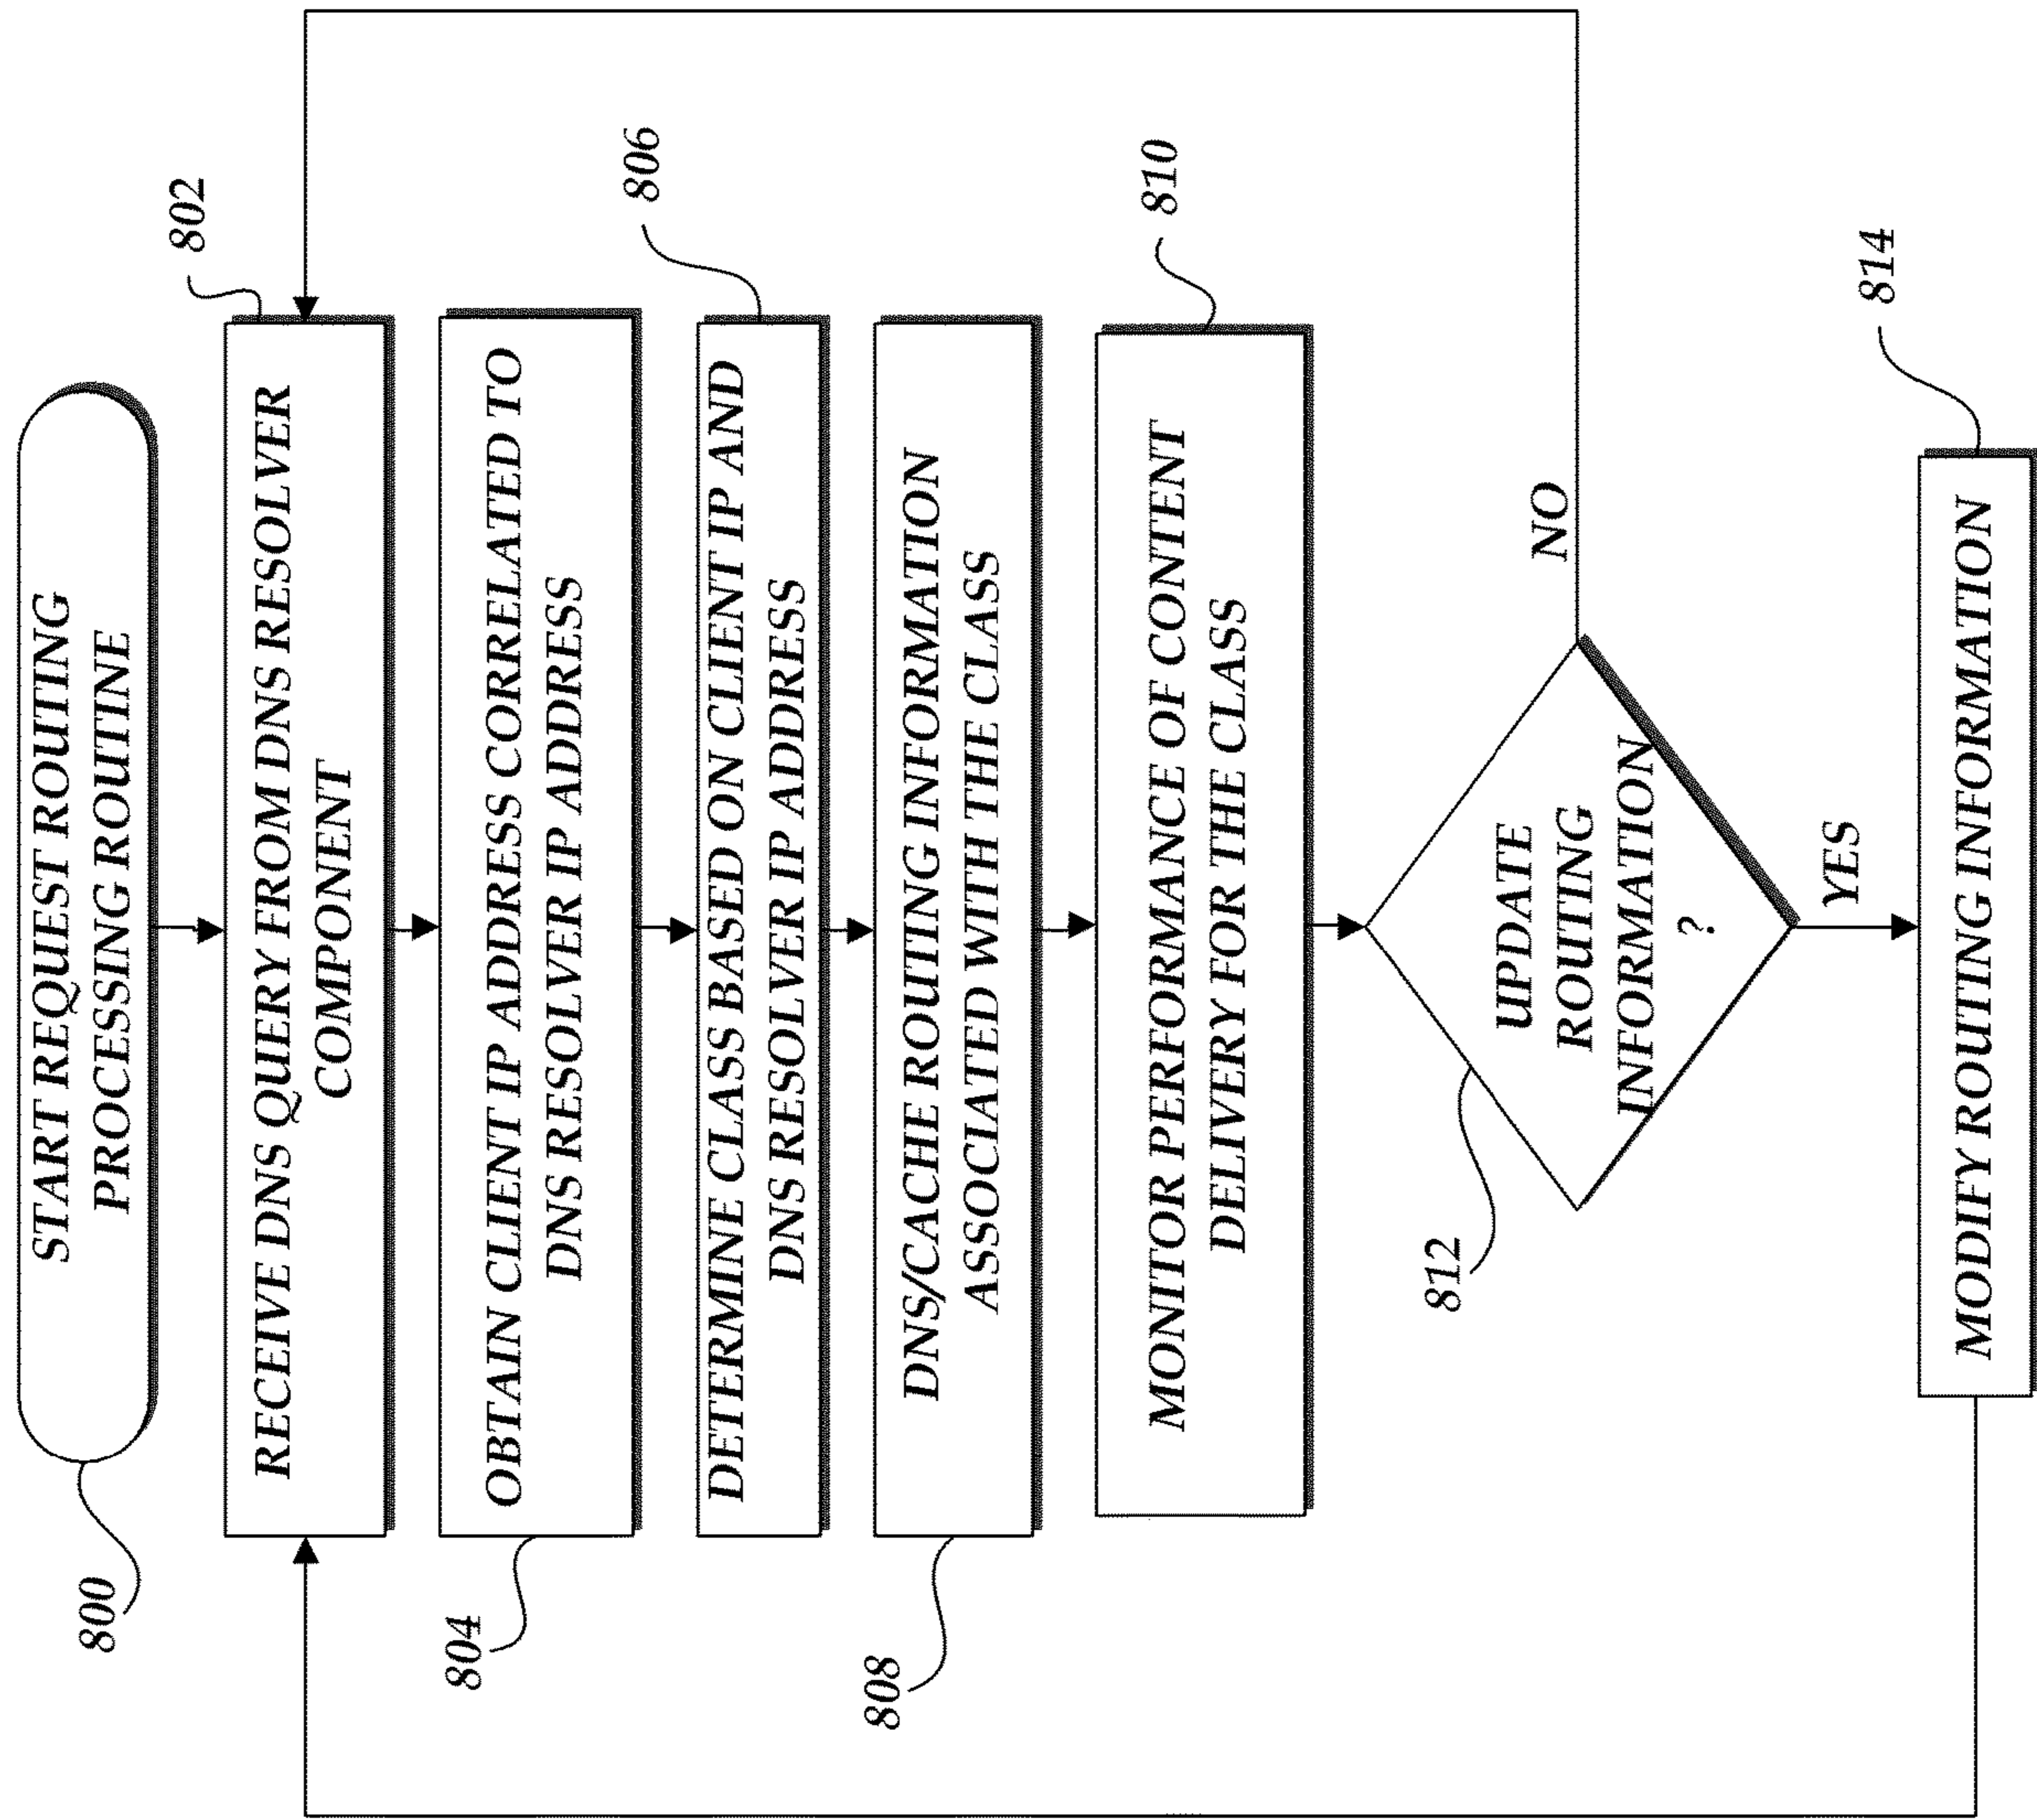 START REQUEST ROUTING
PROCESSING ROUTINE
800
802
RECEIVE DNS QUERY FROM DNS RESOLVER
COMPONENT
804
OBTAIN CLIENT IP ADDRESS CORRELATED TO
DNS RESOLVER IP ADDRESS
806
DETERMINE CLASS BASED ON CLIENT IP AND
DNS RESOLVER IP ADDRESS
808
DNS/CACHE ROUTING INFORMATION
ASSOCIATED WITH THE CLASS
810
MONITOR PERFORMANCE OF CONTENT
DELIVERY FOR THE CLASS
812
UPDATE
ROUTING
INFORMATION
?
NO
YES
814
MODIFY ROUTING INFORMATION